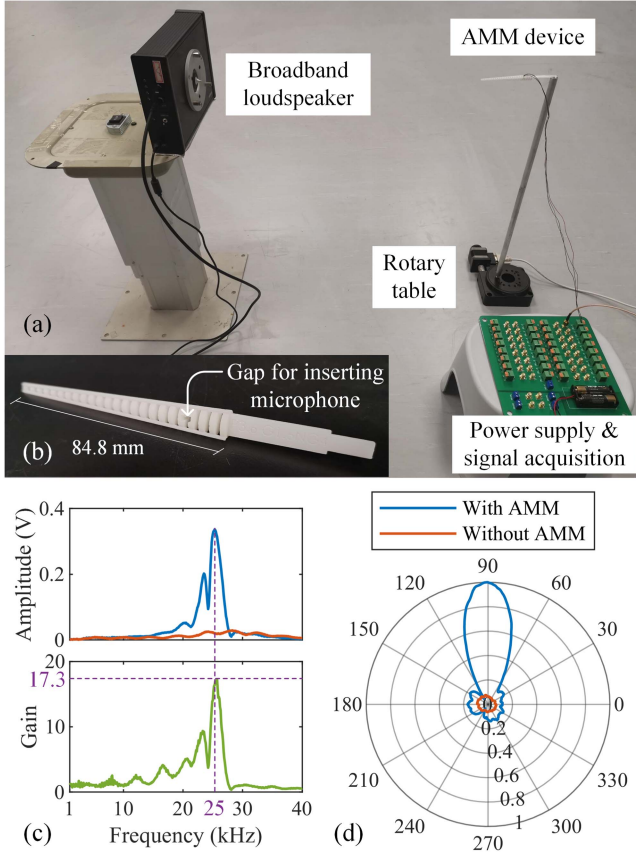 AMM device
Broadband
loudspeaker
Rotary
table
(a)
Gap for inserting
microphone
84.8 mm
(b)
Power supply &
signal acquisition
With AMM
Without AMM
0.4
0.2
0
Amplitude (V)
20
17.3
10
0
Gain
1 10 20 25 30 40
Frequency (kHz)
(c)
90
120 60
150 30
180 0
210 330
240 300
270
0.2
0.4
0.6
0.8
1
(d)